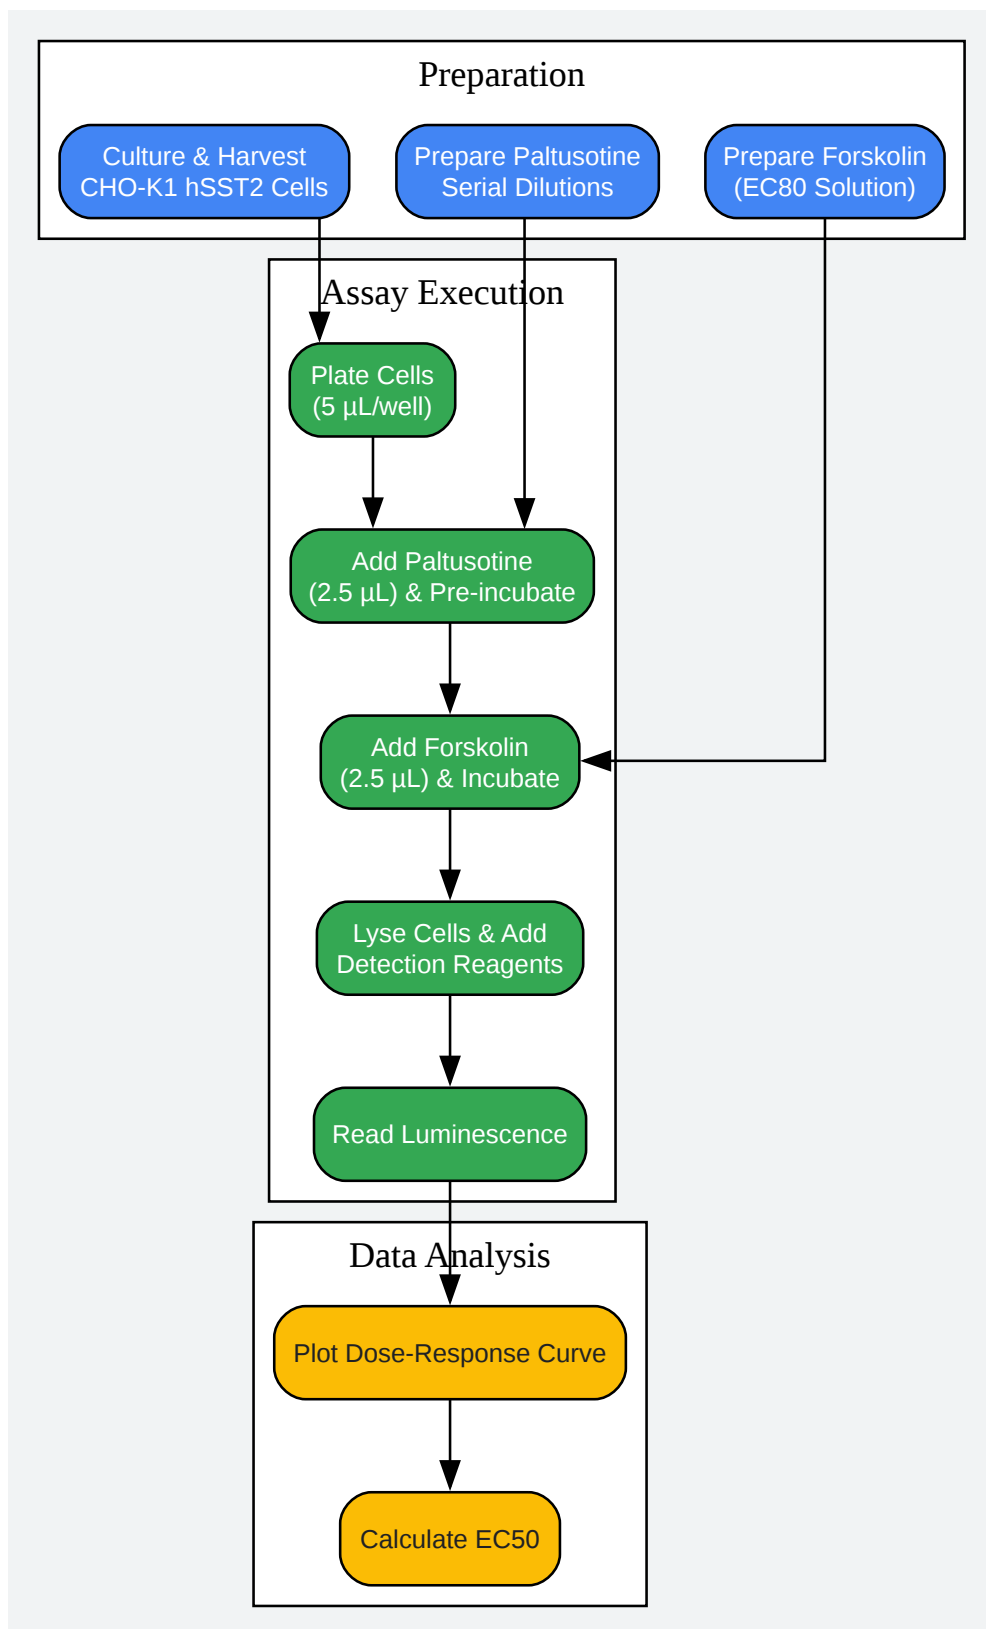 Preparation
Culture & Harvest
CHO-K1 hSST2 Cells
Prepare Paltusotine
Serial Dilutions
Prepare Forskolin
(EC80 Solution)
Assay Execution
Plate Cells
(5 µL/well)
Add Paltusotine
(2.5 µL) & Pre-incubate
Add Forskolin
(2.5 µL) & Incubate
Lyse Cells & Add
Detection Reagents
Read Luminescence
Data Analysis
Plot Dose-Response Curve
Calculate EC50